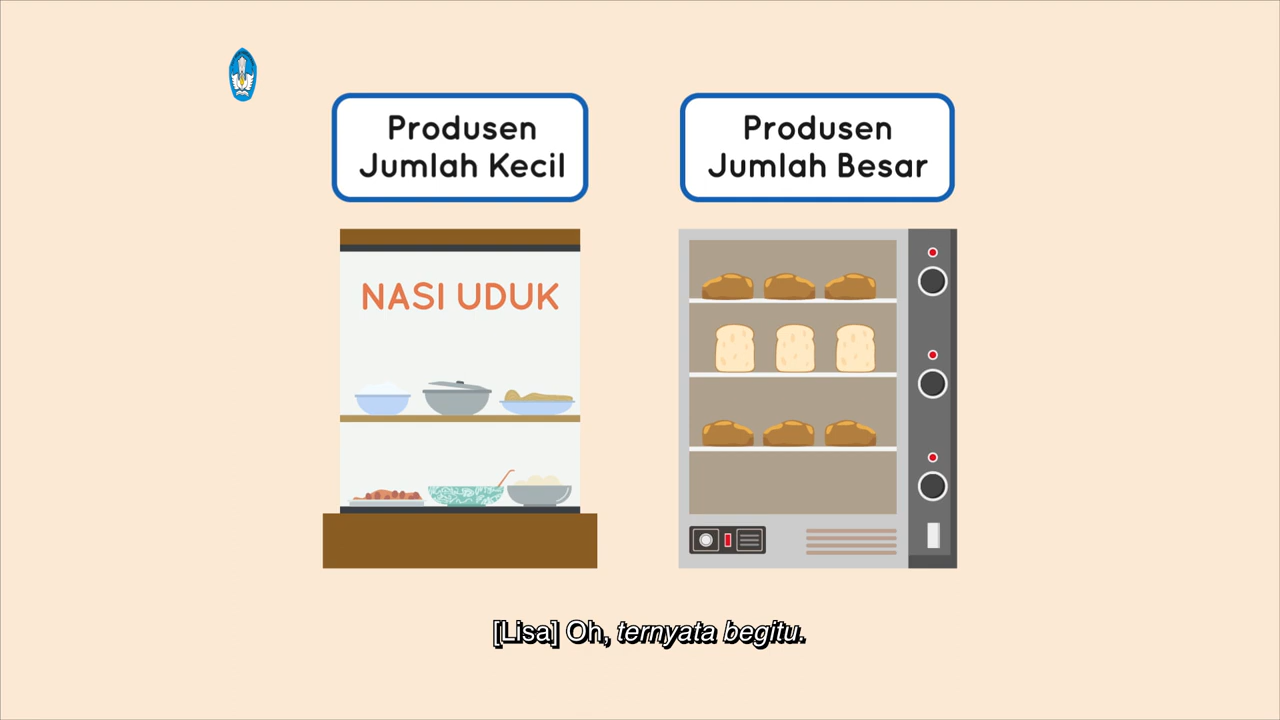 Produsen
Jumlah Kecil
Produsen
Jumlah Besar
NASI UDUK
[Lisa] Oh, ternyata begitu.